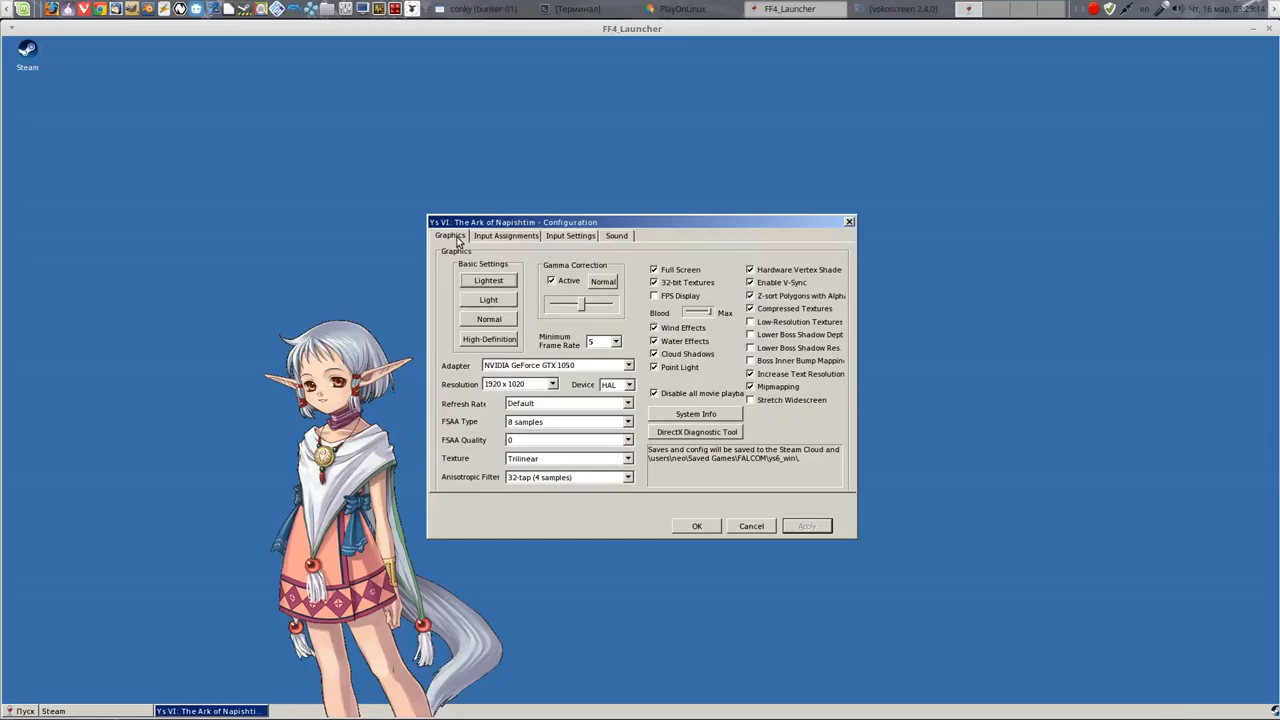 conky (bunker-01)
[Терминал]
PlayOnLinux
FF4_Launcher
[vokoscreen 2.4.0]
en
Чт, 16 мар, 03:29:14
FF4_Launcher
Steam
Ys VI: The Ark of Napishtim - Configuration
Graphics
Input Assignments
Input Settings
Sound
Graphics
Basic Settings
Lightest
Light
Normal
High-Definition
Gamma Correction
Active
Normal
Minimum
Frame Rate
5
Adapter
NVIDIA GeForce GTX 1050
Resolution
1920 x 1020
Device
HAL
Refresh Rate
Default
FSAA Type
8 samples
FSAA Quality
0
Texture
Trilinear
Anisotropic Filter
32-tap (4 samples)
Full Screen
32-bit Textures
FPS Display
Blood
Max
Wind Effects
Water Effects
Cloud Shadows
Point Light
Disable all movie playba
System Info
DirectX Diagnostic Tool
Hardware Vertex Shade
Enable V-Sync
Z-sort Polygons with Alpha
Compressed Textures
Low-Resolution Textures
Lower Boss Shadow Dept
Lower Boss Shadow Res.
Boss Inner Bump Mappin
Increase Text Resolution
Mipmapping
Stretch Widescreen
Saves and config will be saved to the Steam Cloud and
\users\neo\Saved Games\FALCOM\ys6_win\.
OK
Cancel
Apply
Пуск
Steam
Ys VI: The Ark of Napishti...